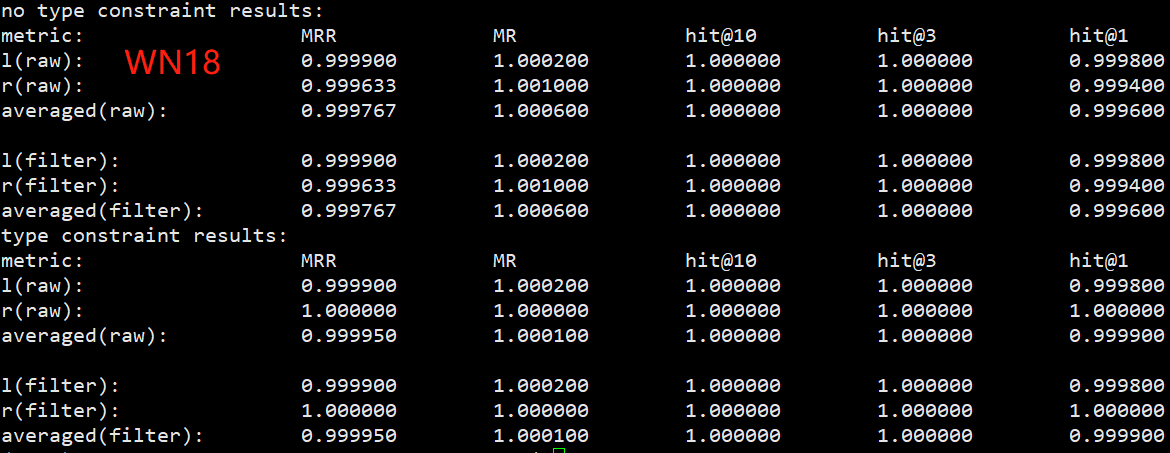 no type constraint results:
metric: MRR MR hit@10 hit@3 hit@1
l(raw): 0.999900 1.000200 1.000000 1.000000 0.999800
WN18
r(raw): 0.999633 1.001000 1.000000 1.000000 0.999400
averaged(raw): 0.999767 1.000600 1.000000 1.000000 0.999600
l(filter): 0.999900 1.000200 1.000000 1.000000 0.999800
r(filter): 0.999633 1.001000 1.000000 1.000000 0.999400
averaged(filter): 0.999767 1.000600 1.000000 1.000000 0.999600
type constraint results:
metric: MRR MR hit@10 hit@3 hit@1
l(raw): 0.999900 1.000200 1.000000 1.000000 0.999800
r(raw): 1.000000 1.000000 1.000000 1.000000 1.000000
averaged(raw): 0.999950 1.000100 1.000000 1.000000 0.999900
l(filter): 0.999900 1.000200 1.000000 1.000000 0.999800
r(filter): 1.000000 1.000000 1.000000 1.000000 1.000000
averaged(filter): 0.999950 1.000100 1.000000 1.000000 0.999900